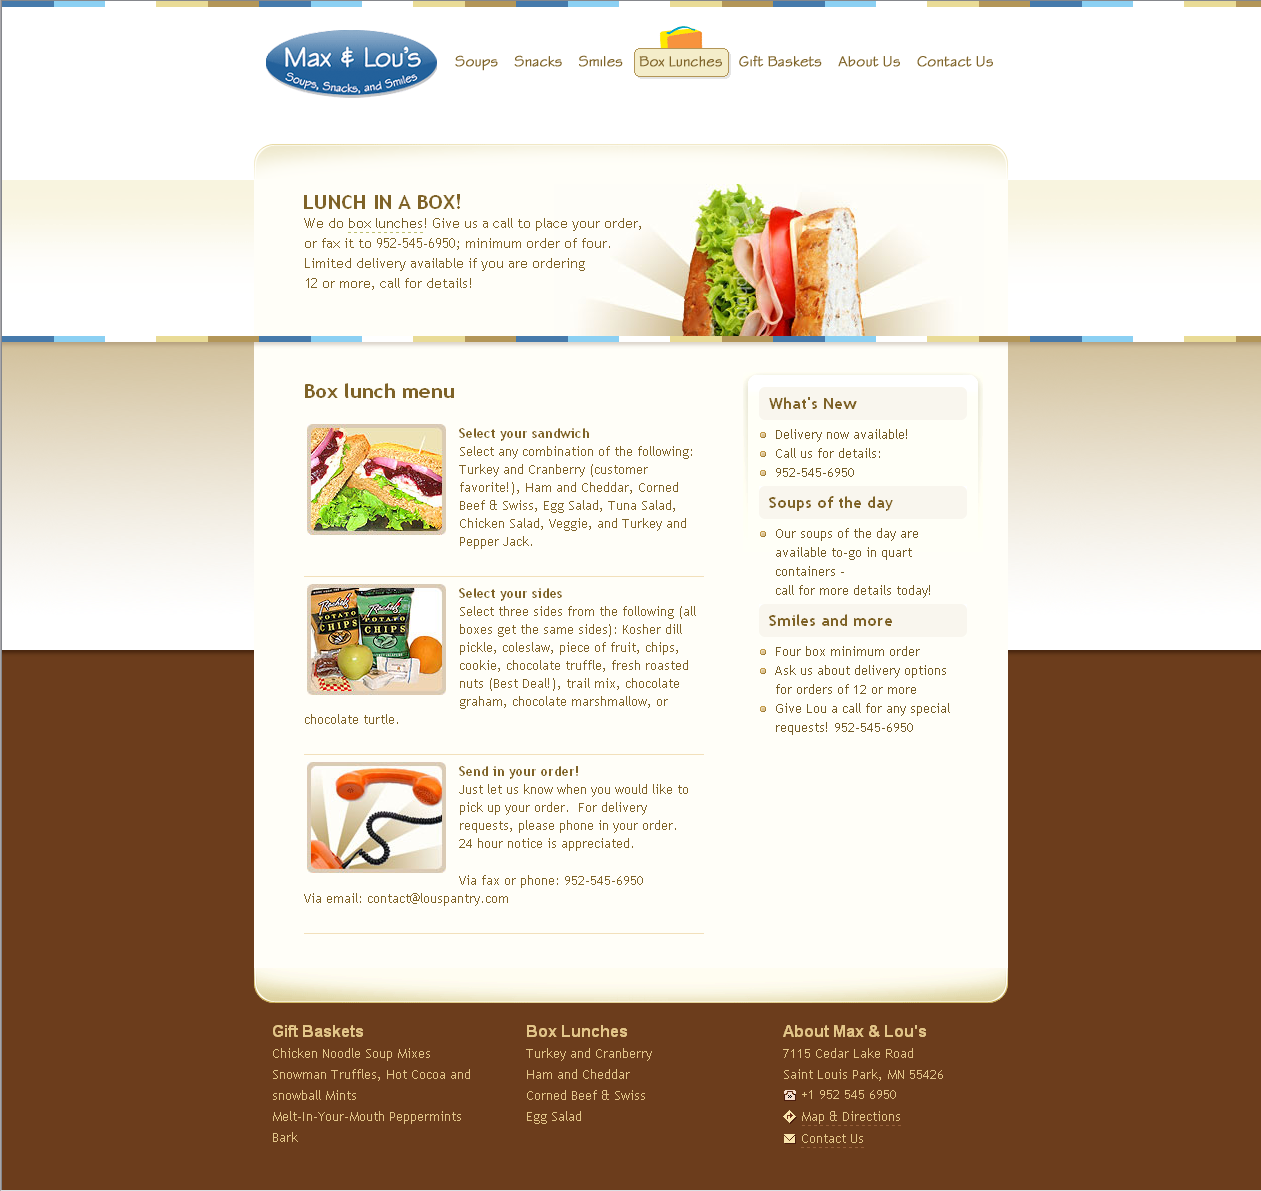 Max & Lou's
Soups, Snacks, and Smiles
Soups
Snacks
Smiles
Box Lunches
Gift Baskets
About Us
Contact Us
LUNCH IN A BOX!
We do box lunches! Give us a call to place your order,
or fax it to 952-545-6950; minimum order of four.
Limited delivery available if you are ordering
12 or more, call for details!
Box lunch menu
Select your sandwich
Select any combination of the following:
Turkey and Cranberry (customer
favorite!), Ham and Cheddar, Corned
Beef & Swiss, Egg Salad, Tuna Salad,
Chicken Salad, Veggie, and Turkey and
Pepper Jack.
POTATO
CHIPS
POTATO
CHIPS
Select your sides
Select three sides from the following (all
boxes get the same sides): Kosher dill
pickle, coleslaw, piece of fruit, chips,
cookie, chocolate truffle, fresh roasted
nuts (Best Deal!), trail mix, chocolate
graham, chocolate marshmallow, or
chocolate turtle.
Send in your order!
Just let us know when you would like to
pick up your order.  For delivery
requests, please phone in your order.
24 hour notice is appreciated.
Via fax or phone: 952-545-6950
Via email: contact@louspantry.com
What's New
Delivery now available!
Call us for details:
952-545-6950
Soups of the day
Our soups of the day are
available to-go in quart
containers -
call for more details today!
Smiles and more
Four box minimum order
Ask us about delivery options
for orders of 12 or more
Give Lou a call for any special
requests! 952-545-6950
Gift Baskets
Chicken Noodle Soup Mixes
Snowman Truffles, Hot Cocoa and
snowball Mints
Melt-In-Your-Mouth Peppermints
Bark
Box Lunches
Turkey and Cranberry
Ham and Cheddar
Corned Beef & Swiss
Egg Salad
About Max & Lou's
7115 Cedar Lake Road
Saint Louis Park, MN 55426
+1 952 545 6950
Map & Directions
Contact Us